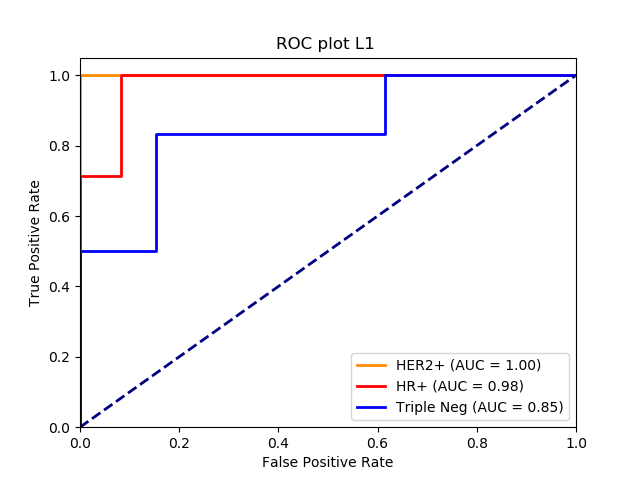 ROC plot L1
True Positive Rate
1.0
0.8
0.6
0.4
0.2
0.0
HER2+ (AUC = 1.00)
HR+ (AUC = 0.98)
Triple Neg (AUC = 0.85)
0.0 0.2 0.4 0.6 0.8 1.0
False Positive Rate